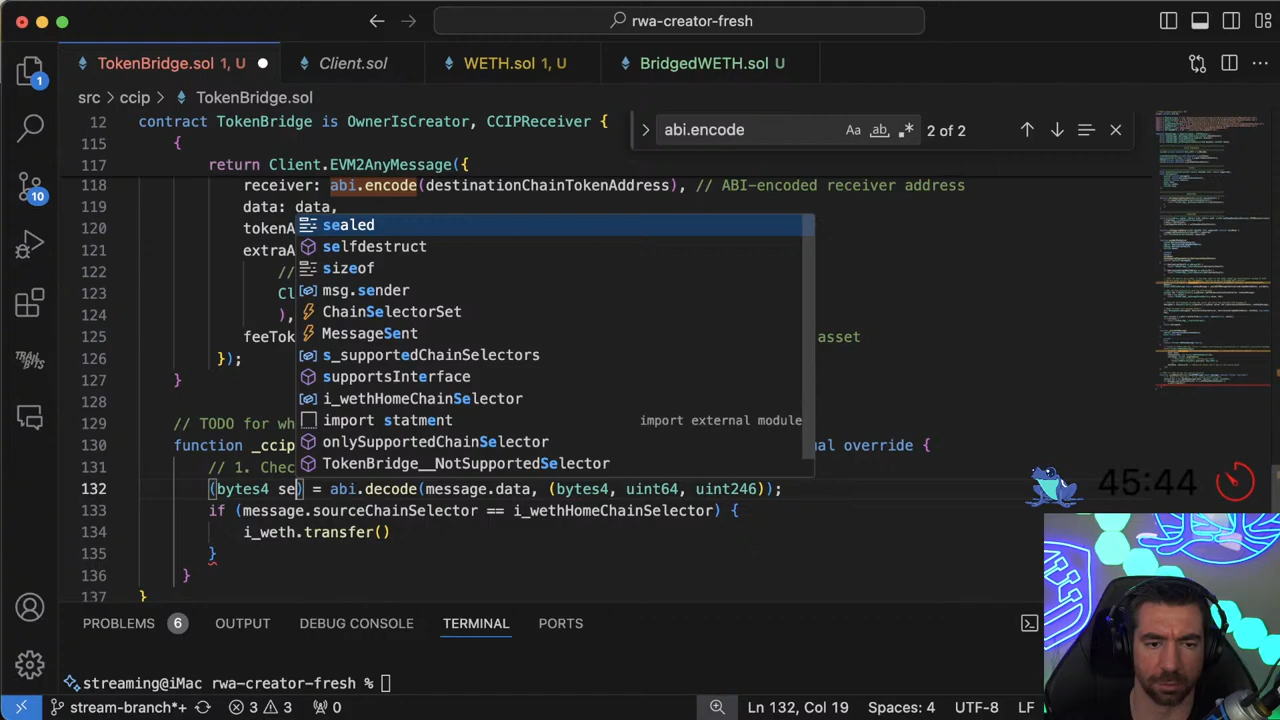 rwa-creator-fresh
TokenBridge.sol 1, U
Client.sol
WETH.sol 1, U
BridgedWETH.sol U
src > ccip > TokenBridge.sol
abi.encode
Aa
ab
2 of 2
12 contract TokenBridge is OwnerIsCreator, CCIPReceiver {
115 {
117 return Client.EVM2AnyMessage({
118 receiver: abi.encode(destinationChainTokenAddress), // ABI-encoded receiver address
119 data: data,
120 tokenA
121 extraA
122 //
123 Cl
124 ),
125 feeTok asset
126 });
127 }
128
129 // TODO for wh
130 function _ccip al override {
131 // 1. Chec
132 (bytes4 se) = abi.decode(message.data, (bytes4, uint64, uint246));
133 if (message.sourceChainSelector == i_wethHomeChainSelector) {
134 i_weth.transfer()
135 }
136 }
137 }
sealed
selfdestruct
sizeof
msg.sender
ChainSelectorSet
MessageSent
s_supportedChainSelectors
supportsInterface
i_wethHomeChainSelector
import statment import external module
onlySupportedChainSelector
TokenBridge__NotSupportedSelector
45:44
1
10
PROBLEMS 6 OUTPUT DEBUG CONSOLE TERMINAL PORTS
streaming@iMac rwa-creator-fresh %
stream-branch*+ 3 3 0 Ln 132, Col 19 Spaces: 4 UTF-8 LF